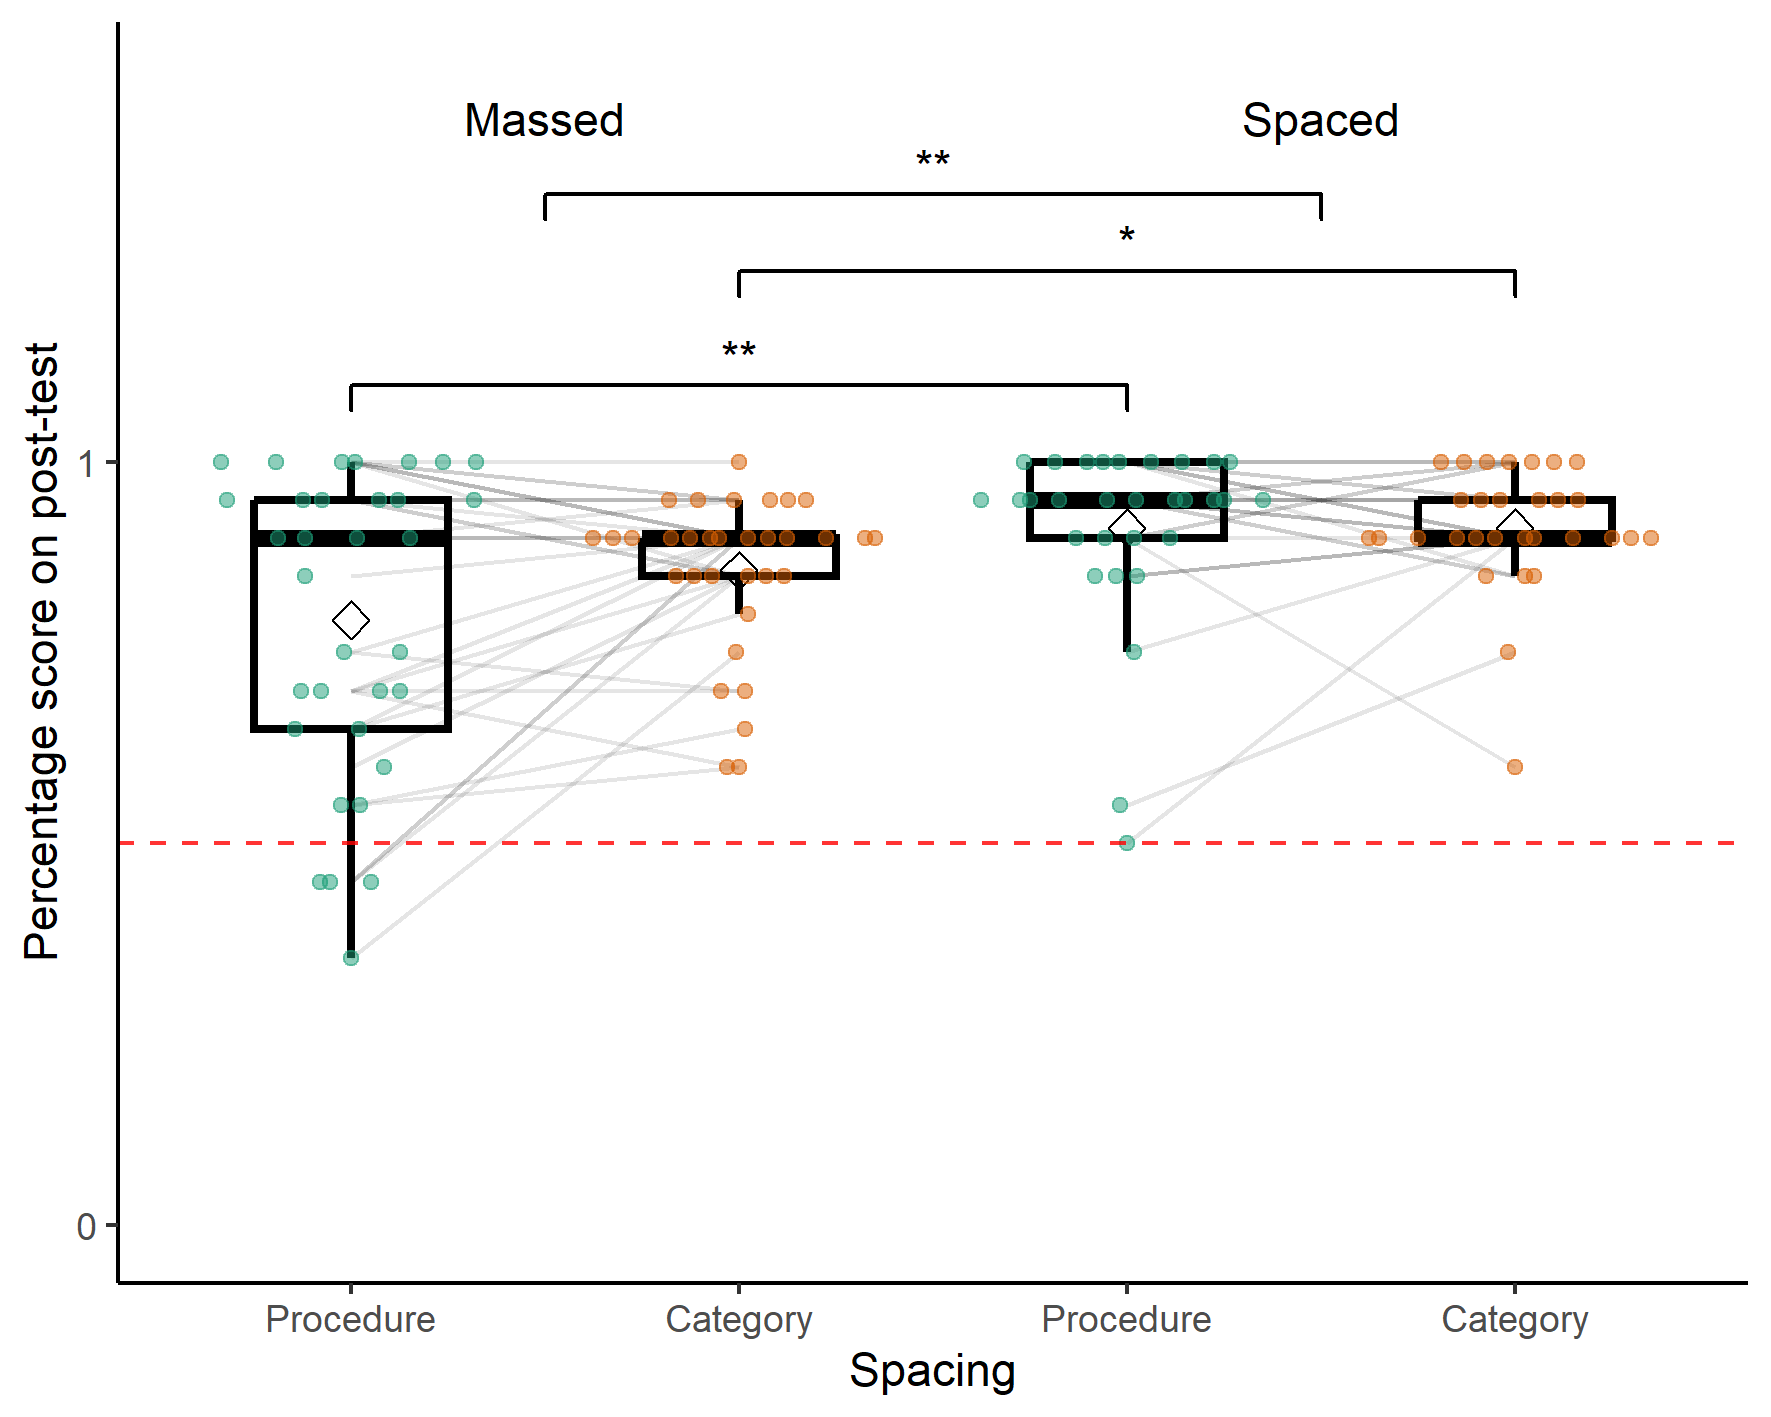 Massed
Spaced
**
*
**
Percentage score on post-test
1
0
Procedure
Category
Procedure
Category
Spacing